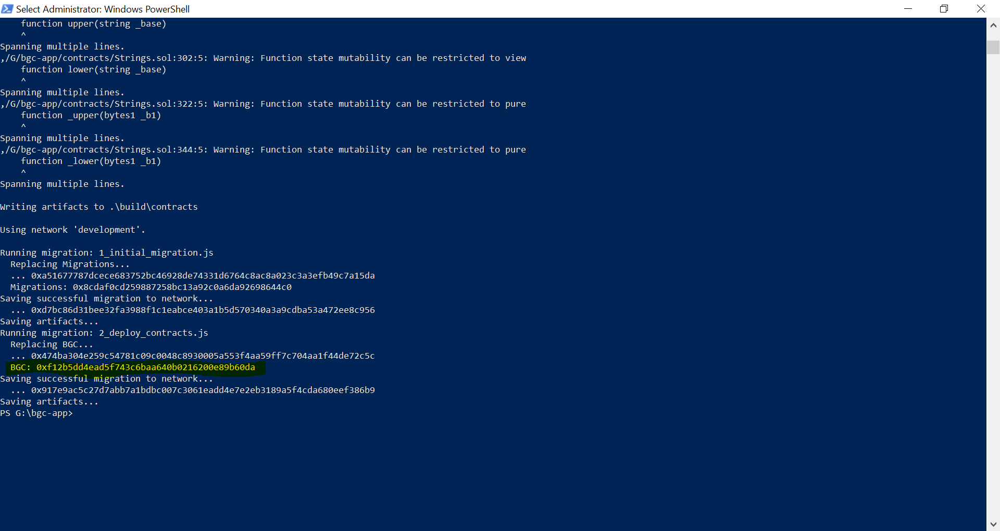 Select Administrator: Windows PowerShell
    function upper(string _base)
    ^
Spanning multiple lines.
,/G/bgc-app/contracts/Strings.sol:302:5: Warning: Function state mutability can be restricted to view
    function lower(string _base)
    ^
Spanning multiple lines.
,/G/bgc-app/contracts/Strings.sol:322:5: Warning: Function state mutability can be restricted to pure
    function _upper(bytes1 _b1)
    ^
Spanning multiple lines.
,/G/bgc-app/contracts/Strings.sol:344:5: Warning: Function state mutability can be restricted to pure
    function _lower(bytes1 _b1)
    ^
Spanning multiple lines.
Writing artifacts to .\build\contracts
Using network 'development'.
Running migration: 1_initial_migration.js
  Replacing Migrations...
  ... 0xa51677787dcece683752bc46928de74331d6764c8ac8a023c3a3efb49c7a15da
  Migrations: 0x8cdaf0cd259887258bc13a92c0a6da92698644c0
Saving successful migration to network...
  ... 0xd7bc86d31bee32fa3988f1c1eabce403a1b5d570340a3a9cdba53a472ee8c956
Saving artifacts...
Running migration: 2_deploy_contracts.js
  Replacing BGC...
  ... 0x474ba304e259c54781c09c0048c8930005a553f4aa59ff7c704aa1f44de72c5c
  BGC: 0xf12b5dd4ead5f743c6baa640b0216200e89b60da
Saving successful migration to network...
  ... 0x917e9ac5c27d7abb7a1bdbc007c3061eadd4e7e2eb3189a5f4cda680eef386b9
Saving artifacts...
PS G:\bgc-app>